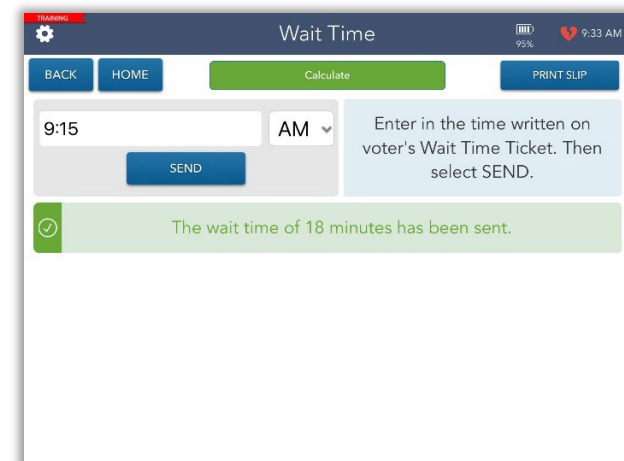 TRAINING
Wait Time
95%
9:33 AM
BACK
HOME
Calculate
PRINT SLIP
9:15
AM
Enter in the time written on
voter's Wait Time Ticket. Then
select SEND.
SEND
The wait time of 18 minutes has been sent.